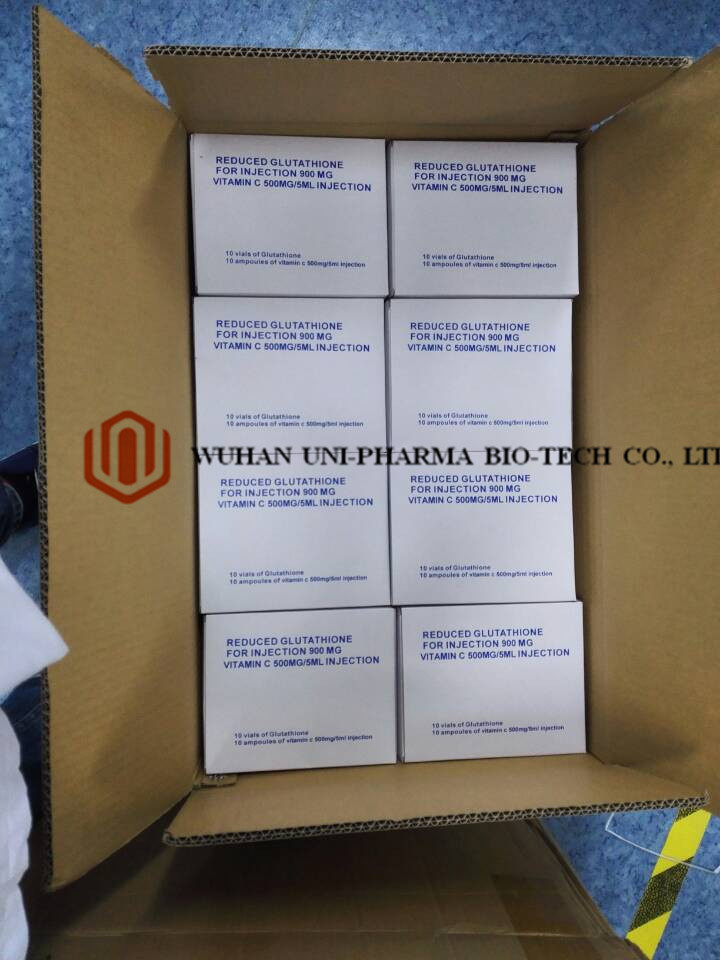 REDUCED GLUTATHIONE
FOR INJECTION 900 MG
VITAMIN C 500MG/5ML INJECTION
10 vials of Glutathione
10 ampoules of vitamin c 500mg/5ml injection
REDUCED GLUTATHIONE
FOR INJECTION 900 MG
VITAMIN C 500MG/5ML INJECTION
10 vials of Glutathione
10 ampoules of vitamin c 500mg/5ml injection
REDUCED GLUTATHIONE
FOR INJECTION 900 MG
VITAMIN C 500MG/5ML INJECTION
10 vials of Glutathione
10 ampoules of vitamin c 500mg/5ml injection
REDUCED GLUTATHIONE
FOR INJECTION 900 MG
VITAMIN C 500MG/5ML INJECTION
10 vials of Glutathione
10 ampoules of vitamin c 500mg/5ml injection
WUHAN UNI-PHARMA BIO-TECH CO., LT
REDUCED GLUTATHIONE
FOR INJECTION 900 MG
VITAMIN C 500MG/5ML INJECTION
10 vials of Glutathione
10 ampoules of vitamin c 500mg/5ml injection
REDUCED GLUTATHIONE
FOR INJECTION 900 MG
VITAMIN C 500MG/5ML INJECTION
10 vials of Glutathione
10 ampoules of vitamin c 500mg/5ml injection
REDUCED GLUTATHIONE
FOR INJECTION 900 MG
VITAMIN C 500MG/5ML INJECTION
10 vials of Glutathione
10 ampoules of vitamin c 500mg/5ml injection
REDUCED GLUTATHIONE
FOR INJECTION 900 MG
VITAMIN C 500MG/5ML INJECTION
10 vials of Glutathione
10 ampoules of vitamin c 500mg/5ml injection